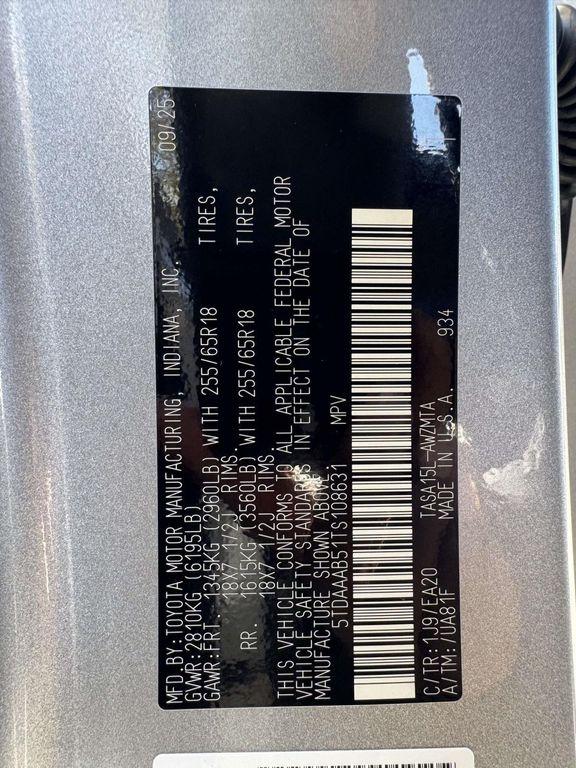 MFD.BY:TOYOTA MOTOR MANUFACTURING, INDIANA, INC. 09/25
GVWR:2810KG (6195LB)
GAWR:FRT. 1345KG (2960LB) WITH 255/65R18 TIRES,
18X7 1/2J RIMS.
RR. 1615KG (3560LB) WITH 255/65R18 TIRES,
18X7 1/2J RIMS.
THIS VEHICLE CONFORMS TO ALL APPLICABLE FEDERAL MOTOR
VEHICLE SAFETY STANDARDS IN EFFECT ON THE DATE OF
MANUFACTURE SHOWN ABOVE.
5TDAAAB51TS108631 MPV
C/TR:1J9/EA20 TASA15L-AWZMTA
A/TM:/UA81F MADE IN U.S.A. 934